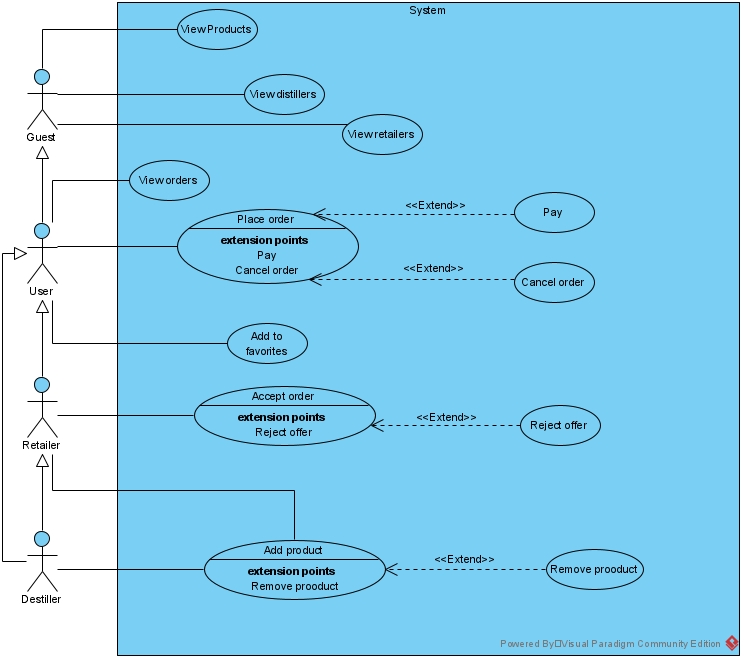 System
View Products
View distillers
View retailers
Guest
View orders
<<Extend>>
Place order
extension points
Pay
Cancel order
Pay
<<Extend>>
Cancel order
User
Add to
favorites
Accept order
extension points
Reject offer
<<Extend>>
Reject offer
Retailer
Add product
extension points
Remove prooduct
<<Extend>>
Remove prooduct
Destiller
Powered By Visual Paradigm Community Edition